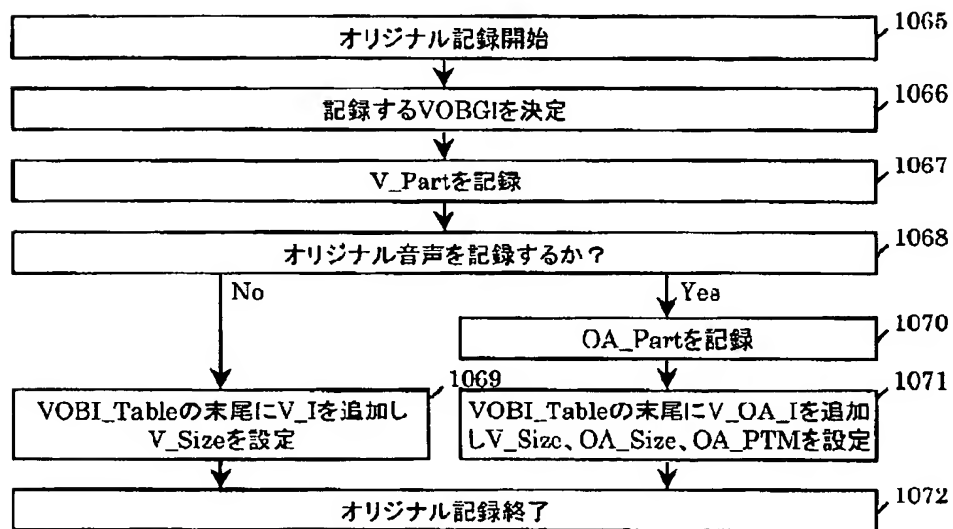 オリジナル記録開始
1065
記録するVOBGIを決定
1066
V_Partを記録
1067
オリジナル音声を記録するか?
1068
No
Yes
OA_Partを記録
1070
VOBI_Tableの末尾にV_Iを追加し
V_Sizeを設定
1069
VOBI_Tableの末尾にV_OA_Iを追加
しV_Size、OA_Size、OA_PTMを設定
1071
オリジナル記録終了
1072